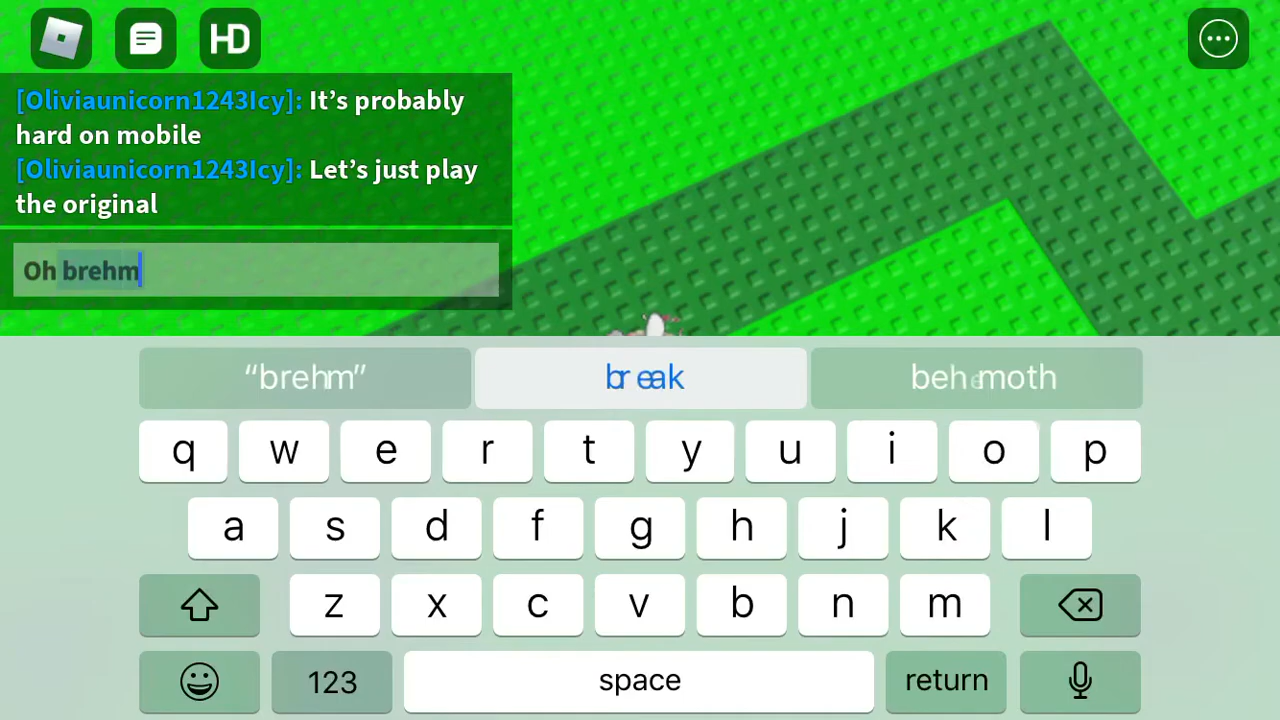 HD
[Oliviaunicorn1243Icy]: It’s probably
hard on mobile
[Oliviaunicorn1243Icy]: Let’s just play
the original
Oh brehm
“brehm” break behemoth
q w e r t y u i o p
a s d f g h j k l
z x c v b n m
123 space return